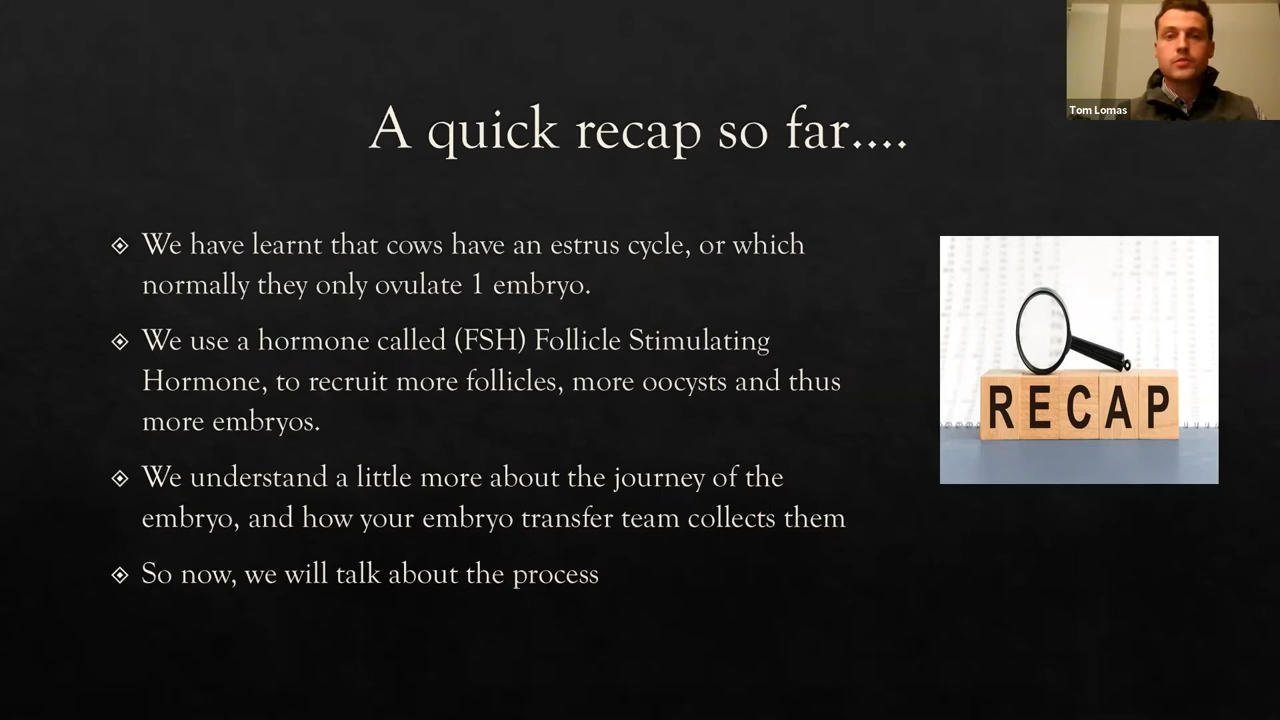 Tom Lomas
A quick recap so far....
We have learnt that cows have an estrus cycle, or which
normally they only ovulate 1 embryo.
We use a hormone called (FSH) Follicle Stimulating
Hormone, to recruit more follicles, more oocysts and thus
more embryos.
We understand a little more about the journey of the
embryo, and how your embryo transfer team collects them
So now, we will talk about the process
RECAP